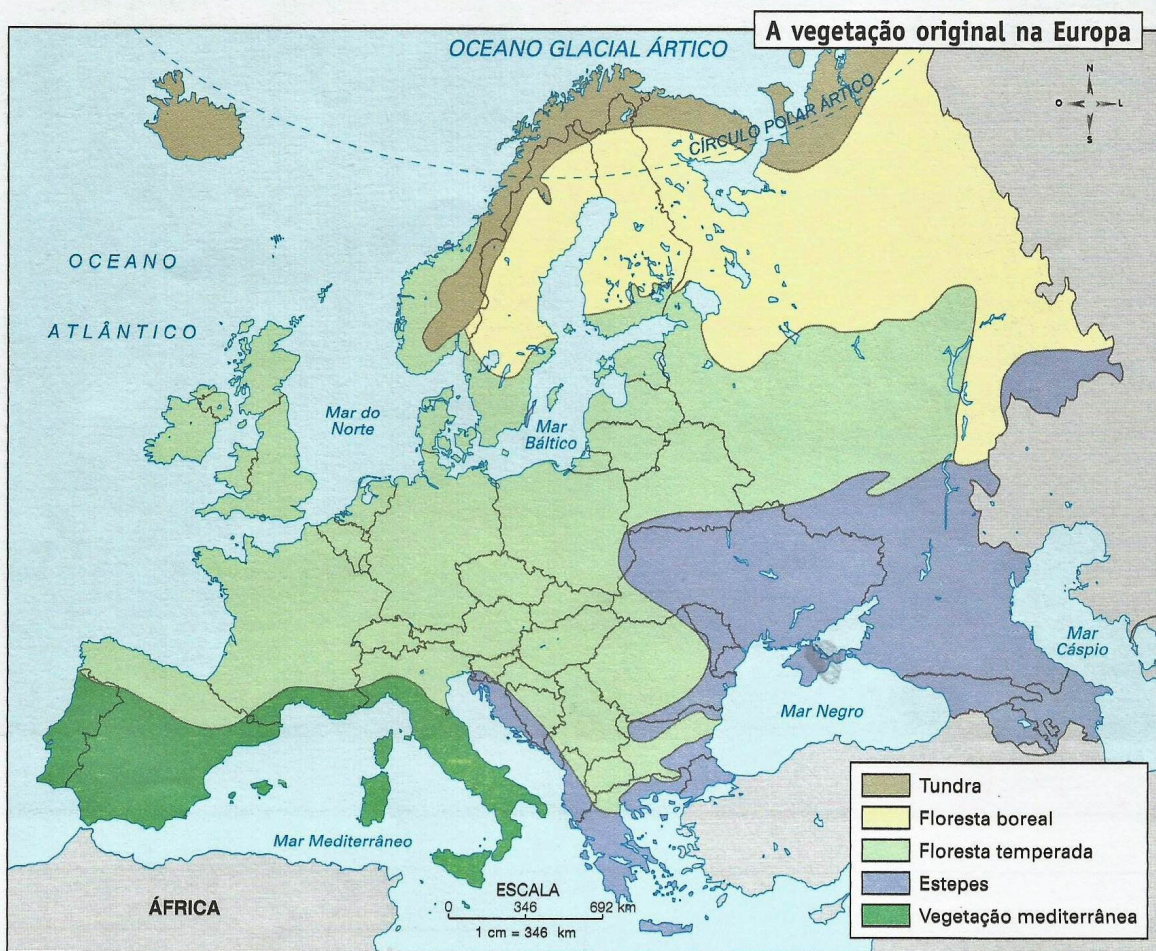 A vegetação original na Europa
OCEANO GLACIAL ÁRTICO
N
O
L
S
CÍRCULO POLAR ÁRTICO
OCEANO
ATLÂNTICO
Mar do
Norte
Mar
Báltico
Mar
Cáspio
Mar Negro
Mar Mediterrâneo
ÁFRICA
ESCALA
0 346 692 km
1 cm = 346 km
Tundra
Floresta boreal
Floresta temperada
Estepes
Vegetação mediterrânea